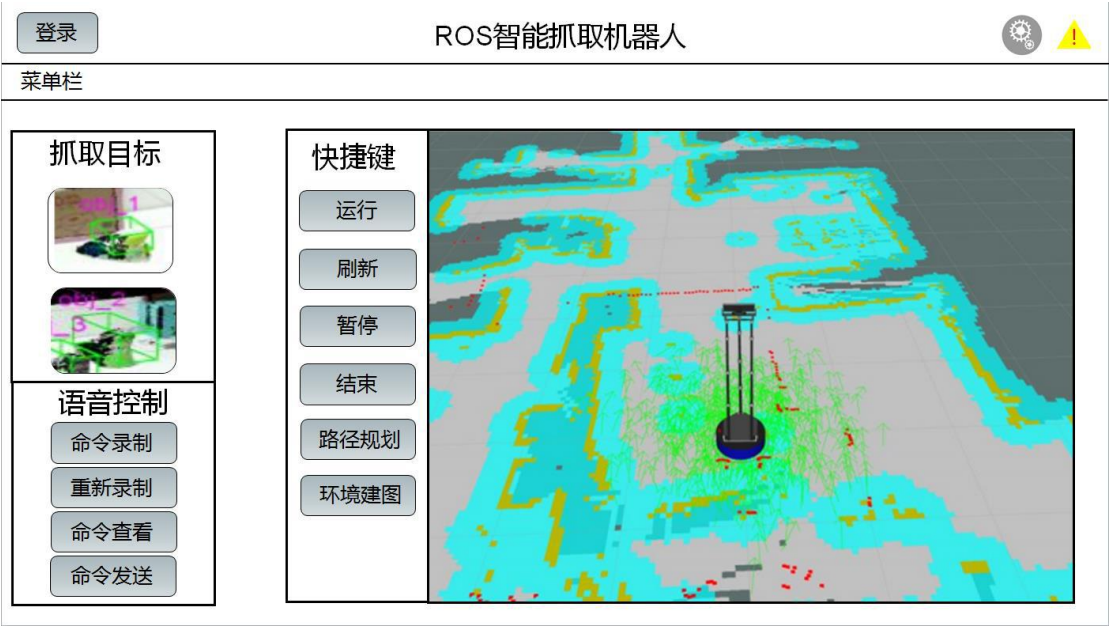 登录
ROS智能抓取机器人
!
菜单栏
抓取目标
obj_1
obj_2
_3
语音控制
命令录制
重新录制
命令查看
命令发送
快捷键
运行
刷新
暂停
结束
路径规划
环境建图